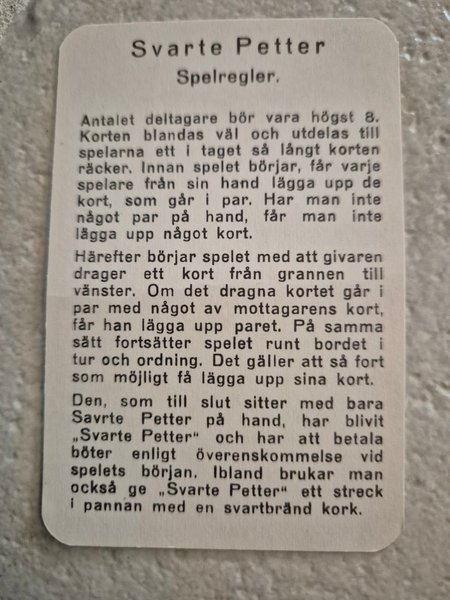 Svarte Petter
Spelregler.
Antalet deltagare bör vara högst 8.
Korten blandas väl och utdelas till
spelarna ett i taget så långt korten
räcker. Innan spelet börjar, får varje
spelare från sin hand lägga upp de
kort, som går i par. Har man inte
något par på hand, får man inte
lägga upp något kort.
Härefter börjar spelet med att givaren
drager ett kort från grannen till
vänster. Om det dragna kortet går i
par med något av mottagarens kort,
får han lägga upp paret. På samma
sätt fortsätter spelet runt bordet i
tur och ordning. Det gäller att så fort
som möjligt få lägga upp sina kort.
Den, som till slut sitter med bara
Savrte Petter på hand, har blivit
„Svarte Petter“ och har att betala
böter enligt överenskommelse vid
spelets början. Ibland brukar man
också ge „Svarte Petter“ ett streck
i pannan med en svartbränd kork.